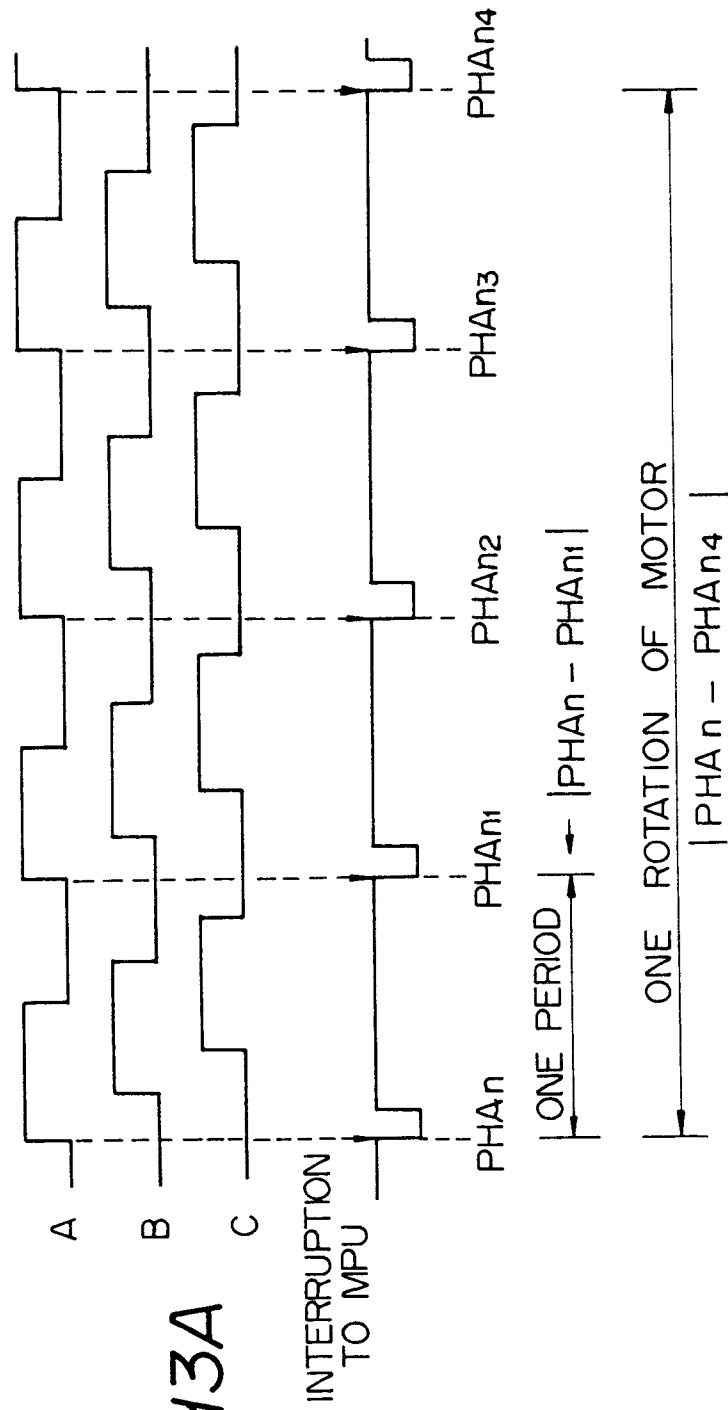 13A
A
B
C
INTERRUPTION
TO MPU
PHAn
PHAn1
PHAn2
PHAn3
PHAn4
ONE PERIOD
|PHAn - PHAn1|
ONE ROTATION OF MOTOR
|PHAn - PHAn4|